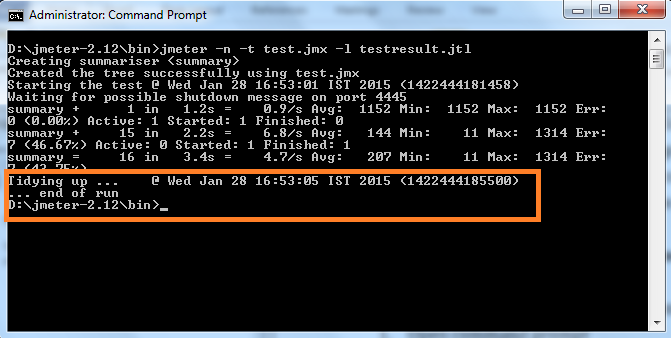 Administrator: Command Prompt
D:\jmeter-2.12\bin>jmeter -n -t test.jmx -l testresult.jtl
Creating summariser <summary>
Created the tree successfully using test.jmx
Starting the test @ Wed Jan 28 16:53:01 IST 2015 (1422444181458)
Waiting for possible shutdown message on port 4445
summary + 1 in 1.2s = 0.9/s Avg: 1152 Min: 1152 Max: 1152 Err:
0 (0.00%) Active: 1 Started: 1 Finished: 0
summary + 15 in 2.2s = 6.8/s Avg: 144 Min: 11 Max: 1314 Err:
7 (46.67%) Active: 0 Started: 1 Finished: 1
summary = 16 in 3.4s = 4.7/s Avg: 207 Min: 11 Max: 1314 Err:
7 (43.75%)
Tidying up ... @ Wed Jan 28 16:53:05 IST 2015 (1422444185500)
... end of run
D:\jmeter-2.12\bin>_